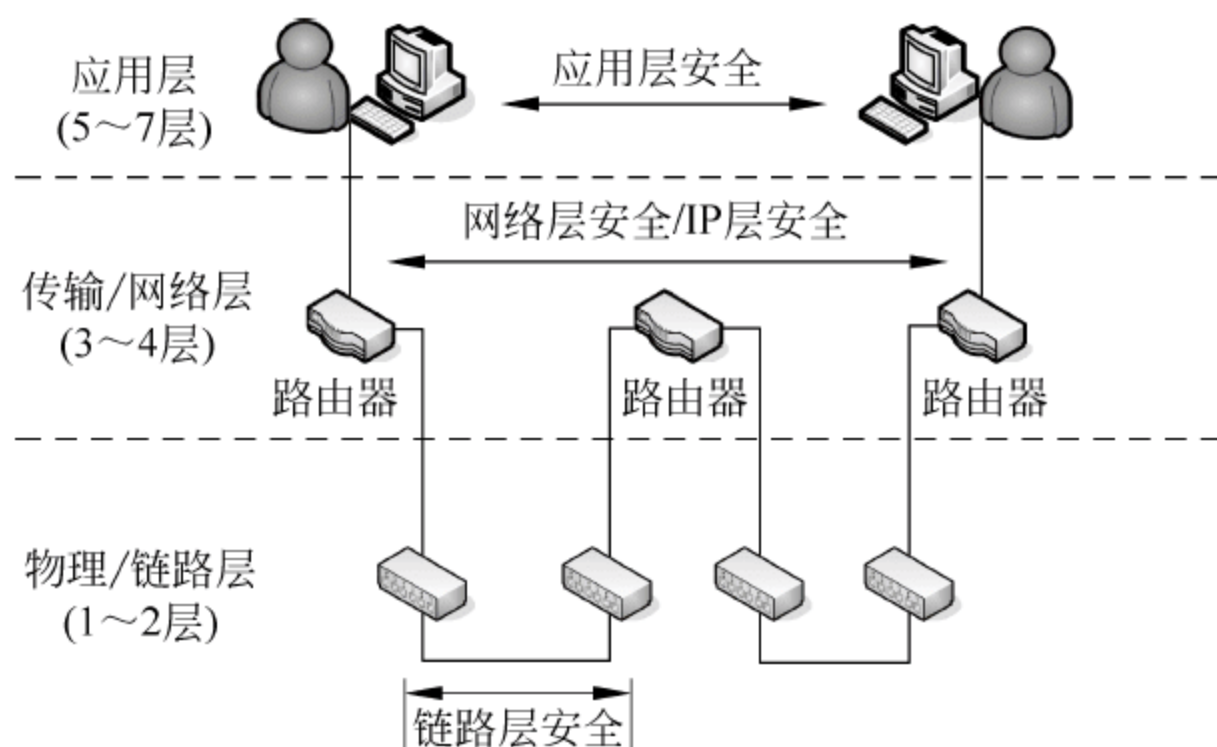 应用层
(5～7层)
应用层安全
网络层安全/IP层安全
传输/网络层
(3～4层)
路由器
路由器
路由器
物理/链路层
(1～2层)
链路层安全